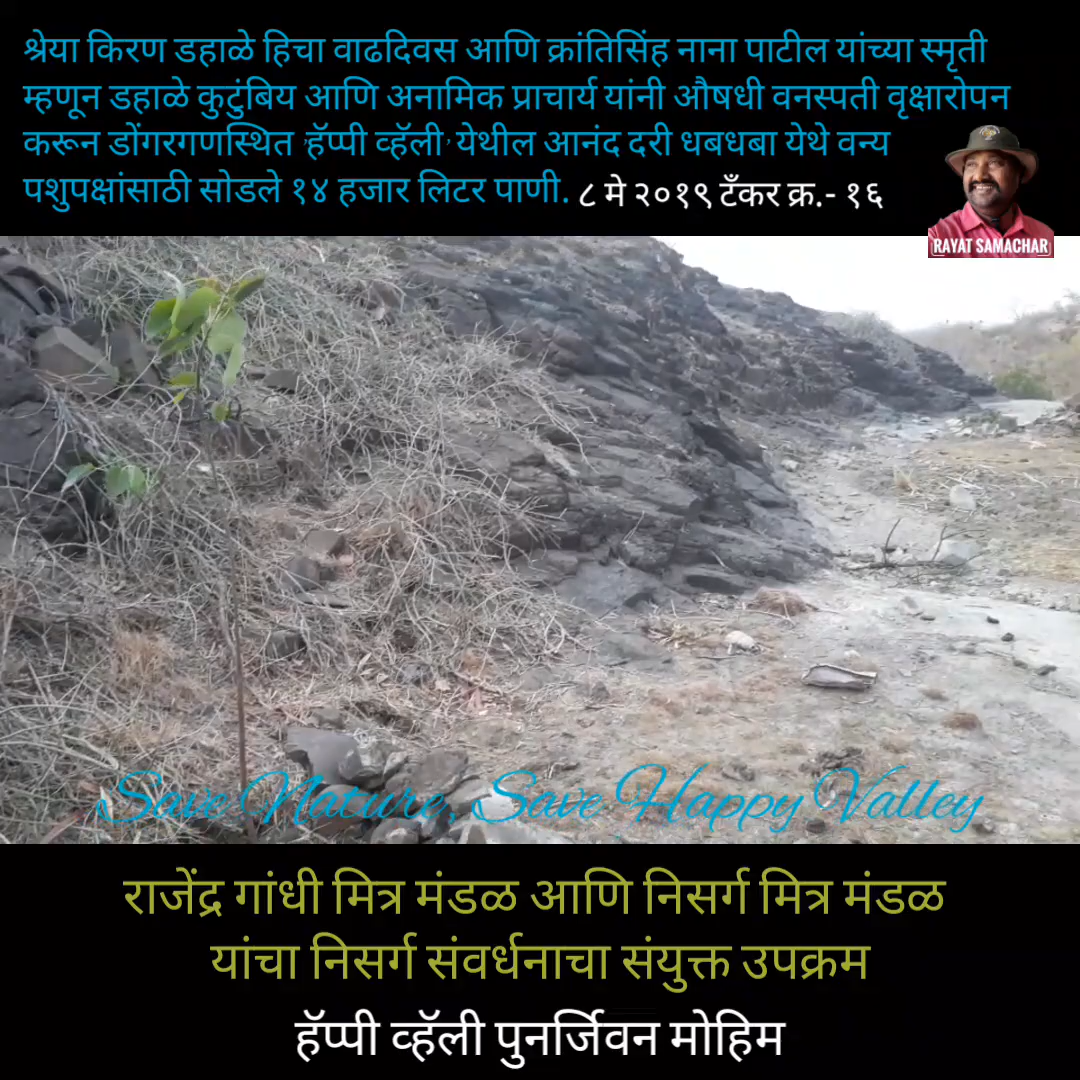 श्रेया किरण डहाळे हिचा वाढदिवस आणि क्रांतिसिंह नाना पाटील यांच्या स्मृती
म्हणून डहाळे कुटुंबिय आणि अनामिक प्राचार्य यांनी औषधी वनस्पती वृक्षारोपन
करून डोंगरगणस्थित 'हॅप्पी व्हॅली' येथील आनंद दरी धबधबा येथे वन्य
पशुपक्षांसाठी सोडले १४ हजार लिटर पाणी. ८ मे २०१९ टँकर क्र.- १६
RAYAT SAMACHAR
Save Nature, Save Happy Valley
राजेंद्र गांधी मित्र मंडळ आणि निसर्ग मित्र मंडळ
यांचा निसर्ग संवर्धनाचा संयुक्त उपक्रम
हॅप्पी व्हॅली पुनर्जिवन मोहिम